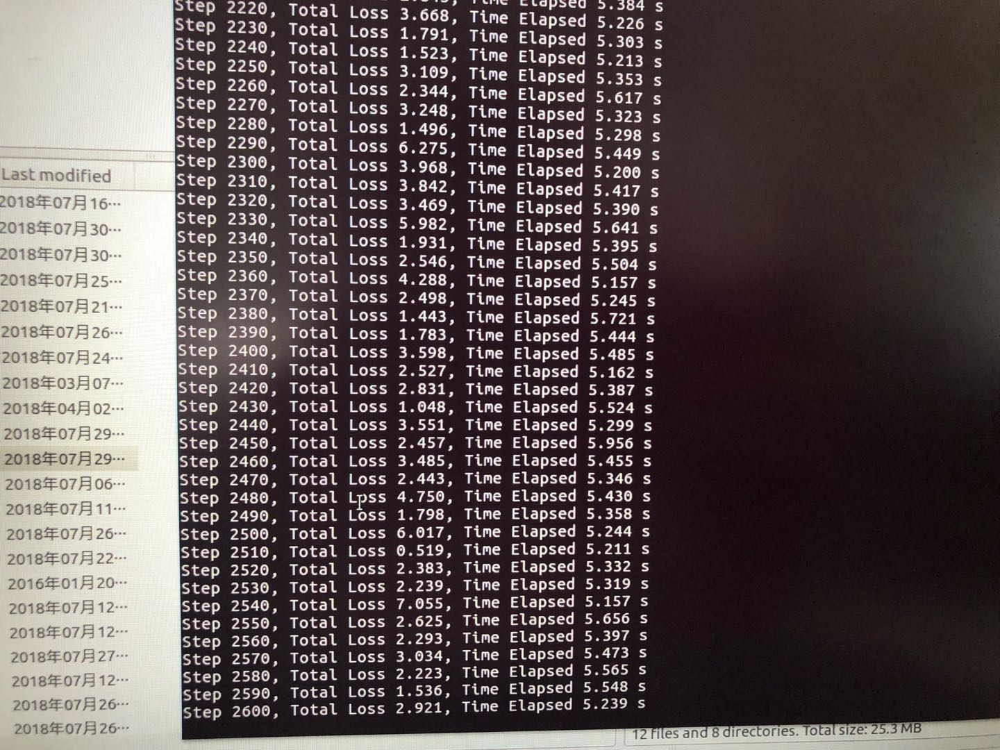 Elapsed 5.384 s
Step 2220, Total Loss 3.668, Time Elapsed 5.226 s
Step 2230, Total Loss 1.791, Time Elapsed 5.303 s
Step 2240, Total Loss 1.523, Time Elapsed 5.213 s
Step 2250, Total Loss 3.109, Time Elapsed 5.353 s
Step 2260, Total Loss 2.344, Time Elapsed 5.617 s
Step 2270, Total Loss 3.248, Time Elapsed 5.323 s
Step 2280, Total Loss 1.496, Time Elapsed 5.298 s
Step 2290, Total Loss 6.275, Time Elapsed 5.449 s
Step 2300, Total Loss 3.968, Time Elapsed 5.200 s
Step 2310, Total Loss 3.842, Time Elapsed 5.417 s
Step 2320, Total Loss 3.469, Time Elapsed 5.390 s
Step 2330, Total Loss 5.982, Time Elapsed 5.641 s
Step 2340, Total Loss 1.931, Time Elapsed 5.395 s
Step 2350, Total Loss 2.546, Time Elapsed 5.504 s
Step 2360, Total Loss 4.288, Time Elapsed 5.157 s
Step 2370, Total Loss 2.498, Time Elapsed 5.245 s
Step 2380, Total Loss 1.443, Time Elapsed 5.721 s
Step 2390, Total Loss 1.783, Time Elapsed 5.444 s
Step 2400, Total Loss 3.598, Time Elapsed 5.485 s
Step 2410, Total Loss 2.527, Time Elapsed 5.162 s
Step 2420, Total Loss 2.831, Time Elapsed 5.387 s
Step 2430, Total Loss 1.048, Time Elapsed 5.524 s
Step 2440, Total Loss 3.551, Time Elapsed 5.299 s
Step 2450, Total Loss 2.457, Time Elapsed 5.956 s
Step 2460, Total Loss 3.485, Time Elapsed 5.455 s
Step 2470, Total Loss 2.443, Time Elapsed 5.346 s
Step 2480, Total Loss 4.750, Time Elapsed 5.430 s
Step 2490, Total Loss 1.798, Time Elapsed 5.358 s
Step 2500, Total Loss 6.017, Time Elapsed 5.244 s
Step 2510, Total Loss 0.519, Time Elapsed 5.211 s
Step 2520, Total Loss 2.383, Time Elapsed 5.332 s
Step 2530, Total Loss 2.239, Time Elapsed 5.319 s
Step 2540, Total Loss 7.055, Time Elapsed 5.157 s
Step 2550, Total Loss 2.625, Time Elapsed 5.656 s
Step 2560, Total Loss 2.293, Time Elapsed 5.397 s
Step 2570, Total Loss 3.034, Time Elapsed 5.473 s
Step 2580, Total Loss 2.223, Time Elapsed 5.565 s
Step 2590, Total Loss 1.536, Time Elapsed 5.548 s
Step 2600, Total Loss 2.921, Time Elapsed 5.239 s
Last modified
2018年07月16…
2018年07月30…
2018年07月30…
2018年07月25…
2018年07月21…
2018年07月26…
2018年07月24…
2018年03月07…
2018年04月02…
2018年07月29…
2018年07月29…
2018年07月06…
2018年07月11…
2018年07月26…
2018年07月22…
2016年01月20…
2018年07月12…
2018年07月12…
2018年07月27…
2018年07月12…
2018年07月26…
2018年07月26…
12 files and 8 directories. Total size: 25.3 MB